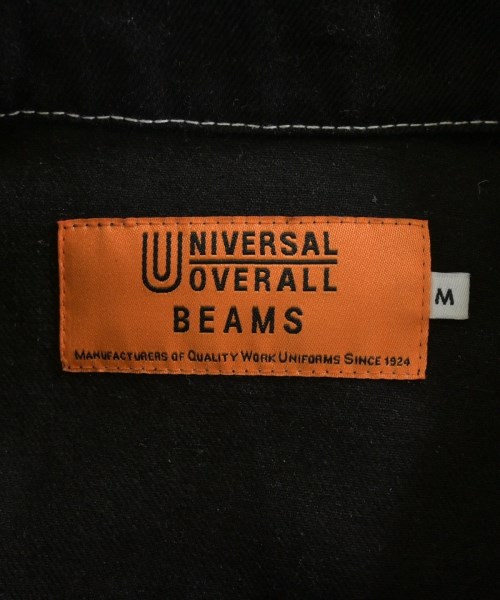 UNIVERSAL
OVERALL
BEAMS
MANUFACTURERS OF QUALITY WORK UNIFORMS SINCE 1924
M